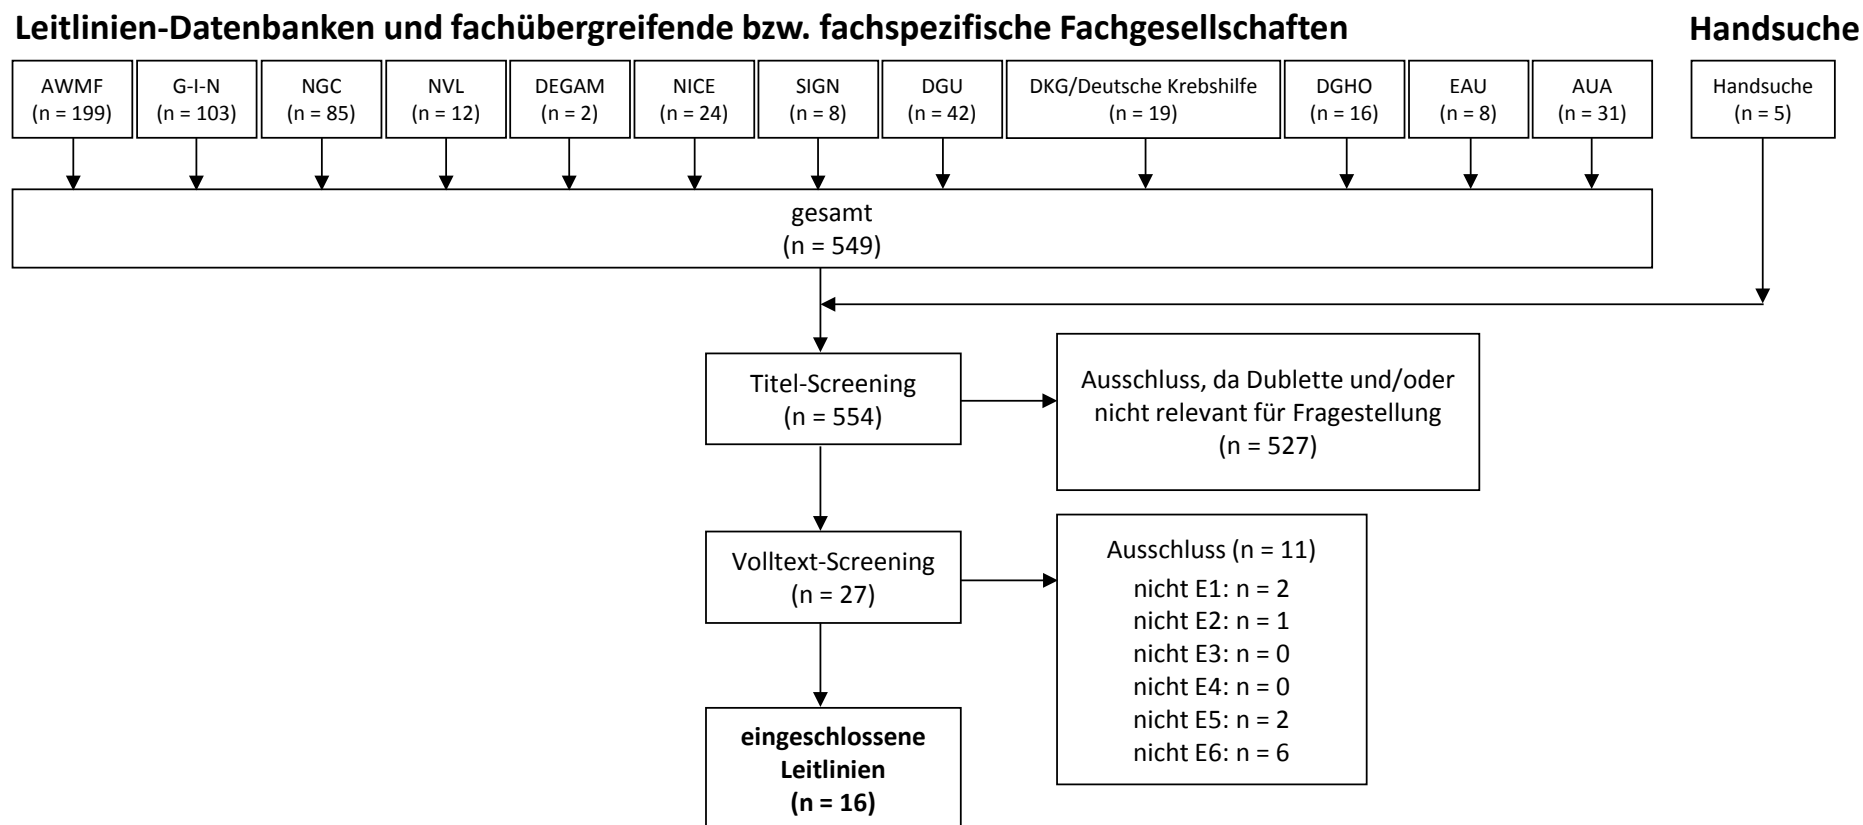 Leitlinien-Datenbanken und fachübergreifende bzw. fachspezifische Fachgesellschaften
Handsuche
AWMF
(n = 199)
G-I-N
(n = 103)
NGC
(n = 85)
NVL
(n = 12)
DEGAM
(n = 2)
NICE
(n = 24)
SIGN
(n = 8)
DGU
(n = 42)
DKG/Deutsche Krebshilfe
(n = 19)
DGHO
(n = 16)
EAU
(n = 8)
AUA
(n = 31)
Handsuche
(n = 5)
gesamt
(n = 549)
Titel-Screening
(n = 554)
Ausschluss, da Dublette und/oder
nicht relevant für Fragestellung
(n = 527)
Volltext-Screening
(n = 27)
Ausschluss (n = 11)
nicht E1: n = 2
nicht E2: n = 1
nicht E3: n = 0
nicht E4: n = 0
nicht E5: n = 2
nicht E6: n = 6
eingeschlossene
Leitlinien
(n = 16)